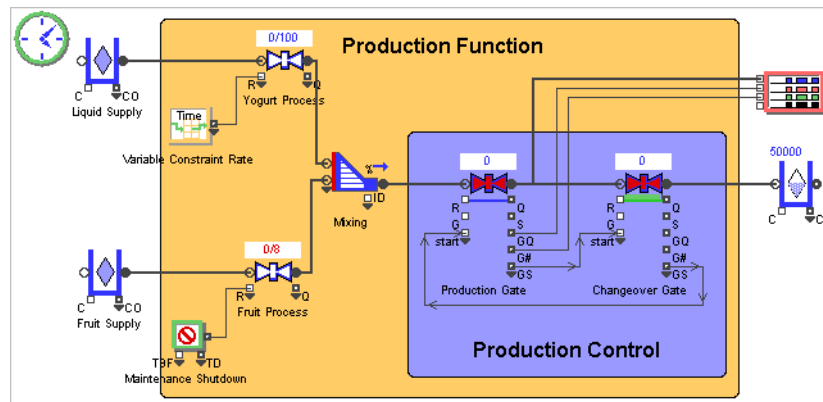 0/100
Production Function
R
Q
C
CO
Liquid Supply
Yogurt Process
Time
Variable Constraint Rate
%
ID
Mixing
0
0
50000
R
Q
G
S
start
GQ
G#
GS
Production Gate
R
Q
G
S
start
GQ
G#
GS
Changeover Gate
C
C
0/8
C
CO
Fruit Supply
R
Q
Fruit Process
TBF
TD
Maintenance Shutdown
Production Control